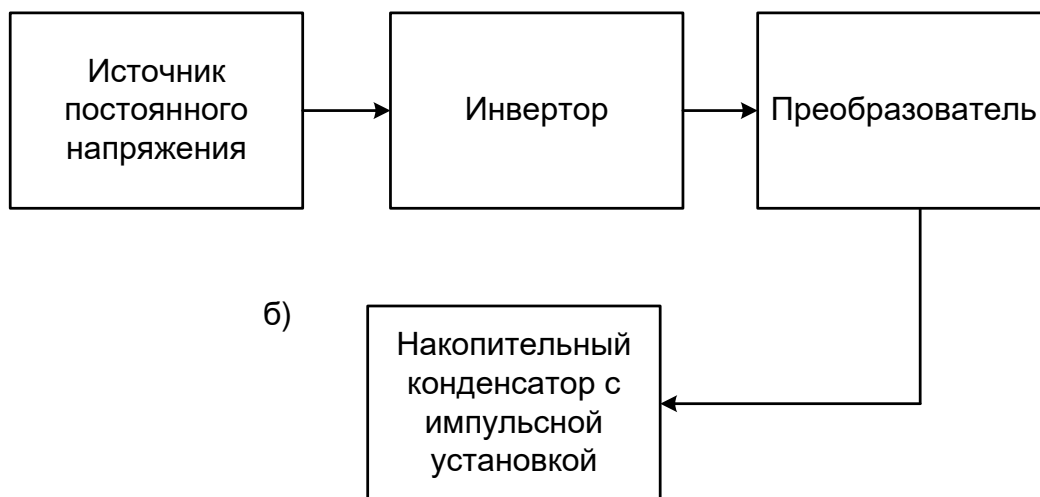 Источник
постоянного
напряжения
Инвертор
Преобразователь
б)
Накопительный
конденсатор с
импульсной
установкой